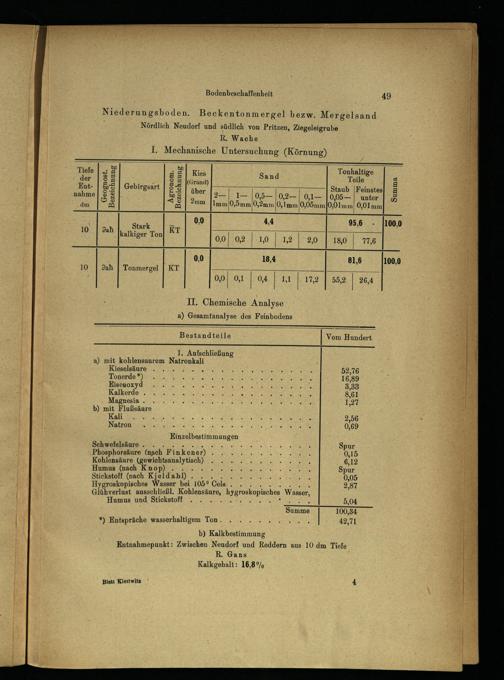 Bodenbeschaffenheit 49
Niederungsboden. Beckentonmergel bezw. Mergelsand
Nördlich Neudorf und südlich von Pritzen, Ziegeleigrube
R. Wache
I. Mechanische Untersuchung (Körnung)
Tiefe der Ent- nahme dm | Geognost. Bezeichnung | Gebirgsart | Agronom. Bezeichnung | Kies (Grand) über 2mm | Sand | Tonhaltige Teile | Summa
2— 1mm | 1— 0,5mm | 0,5— 0,2mm | 0,2— 0,1mm | 0,1— 0,05mm | Staub 0,05— 0,01mm | Feinstes unter 0,01mm
0,0 | 4,4 | 95,6 | 100,0
10 | ∂ah | Stark kalkiger Ton | K̅T
0,0 | 0,2 | 1,0 | 1,2 | 2,0 | 18,0 | 77,6
0,0 | 18,4 | 81,6 | 100,0
10 | ∂ah | Tonmergel | KT
0,0 | 0,1 | 0,4 | 1,1 | 17,2 | 55,2 | 26,4
II. Chemische Analyse
a) Gesamtanalyse des Feinbodens
Bestandteile | Vom Hundert
1. Aufschließung
a) mit kohlensaurem Natronkali
Kieselsäure 52,76
Tonerde*) 16,89
Eisenoxyd 3,33
Kalkerde 8,61
Magnesia 1,27
b) mit Flußsäure
Kali 2,56
Natron 0,69
Einzelbestimmungen
Schwefelsäure Spur
Phosphorsäure (nach Finkener) 0,15
Kohlensäure (gewichtsanalytisch) 6,12
Humus (nach Knop) Spur
Stickstoff (nach Kjeldahl) 0,05
Hygroskopisches Wasser bei 105° Cels 2,87
Glühverlust ausschließl. Kohlensäure, hygroskopisches Wasser,
Humus und Stickstoff 5,04
Summe 100,34
*) Entspräche wasserhaltigem Ton 42,71
b) Kalkbestimmung
Entnahmepunkt: Zwischen Neudorf und Reddern aus 10 dm Tiefe
R. Gans
Kalkgehalt: 16,8%
Blatt Klettwitz 4